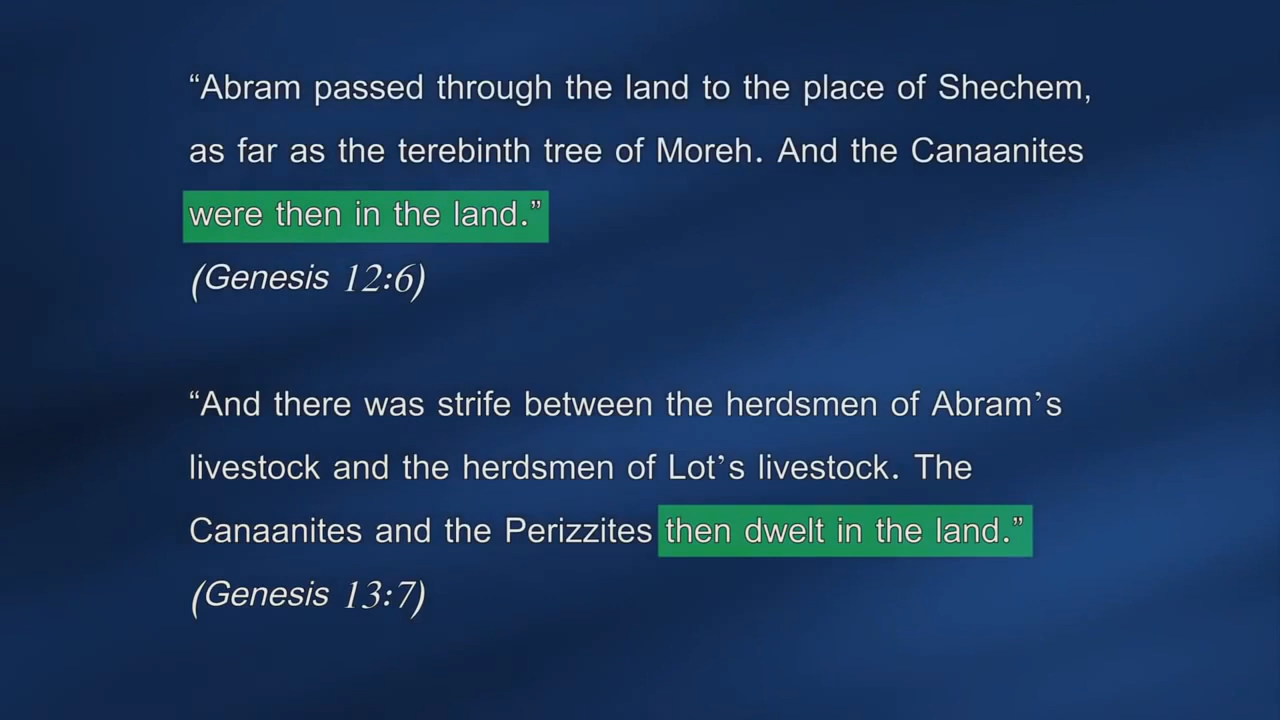 “Abram passed through the land to the place of Shechem,
as far as the terebinth tree of Moreh. And the Canaanites
were then in the land.”
(Genesis 12:6)
“And there was strife between the herdsmen of Abram’s
livestock and the herdsmen of Lot’s livestock. The
Canaanites and the Perizzites then dwelt in the land.”
(Genesis 13:7)